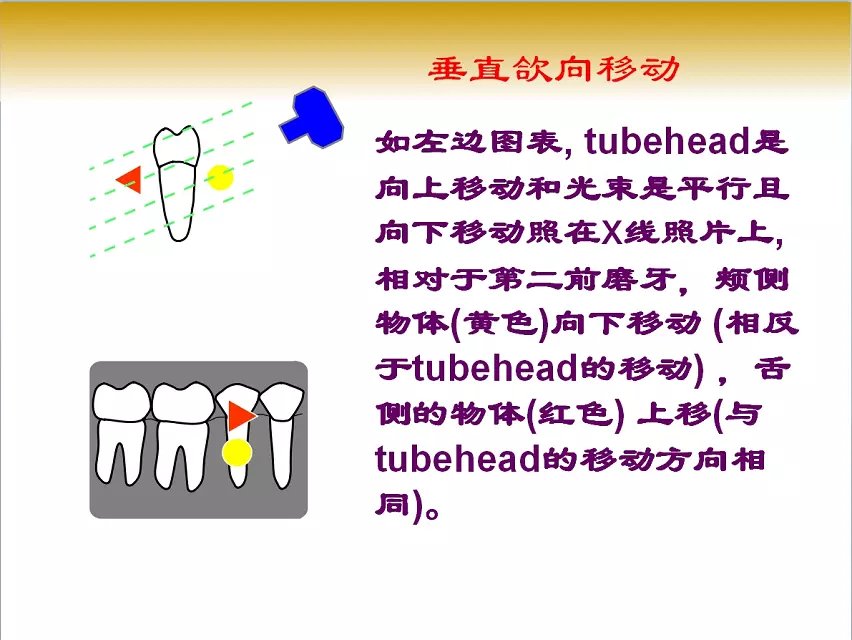 垂直欲向移动
如左边图表, tubehead是
向上移动和光束是平行且
向下移动照在X线照片上,
相对于第二前磨牙，颊侧
物体(黄色)向下移动 (相反
于tubehead的移动) ，舌
侧的物体(红色) 上移(与
tubehead的移动方向相
同)。